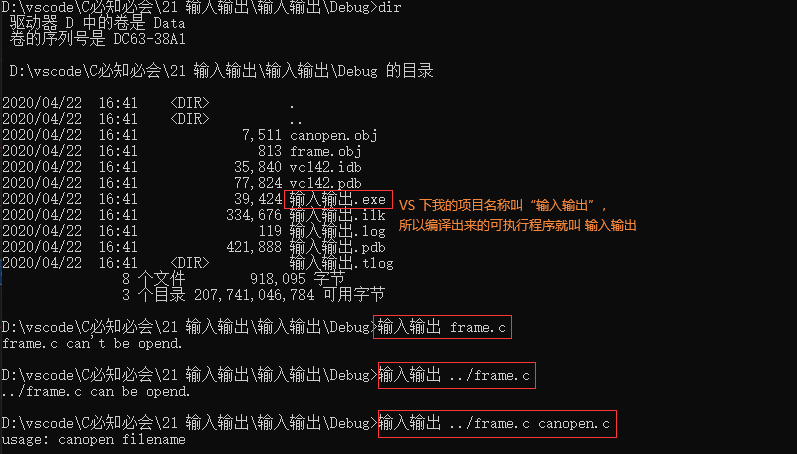 D:\vscode\C必知必会\21 输入输出\输入输出\Debug>dir
驱动器 D 中的卷是 Data
卷的序列号是 DC63-38A1
D:\vscode\C必知必会\21 输入输出\输入输出\Debug 的目录
2020/04/22 16:41 <DIR> .
2020/04/22 16:41 <DIR> ..
2020/04/22 16:41 7,511 canopen.obj
2020/04/22 16:41 813 frame.obj
2020/04/22 16:41 35,840 vc142.idb
2020/04/22 16:41 77,824 vc142.pdb
2020/04/22 16:41 39,424 输入输出.exe
2020/04/22 16:41 334,676 输入输出.ilk
2020/04/22 16:41 119 输入输出.log
2020/04/22 16:41 421,888 输入输出.pdb
2020/04/22 16:41 <DIR> 输入输出.tlog
8 个文件 918,095 字节
3 个目录 207,741,046,784 可用字节
VS 下我的项目名称叫“输入输出”,
所以编译出来的可执行程序就叫 输入输出
D:\vscode\C必知必会\21 输入输出\输入输出\Debug>输入输出 frame.c
frame.c can't be opend.
D:\vscode\C必知必会\21 输入输出\输入输出\Debug>输入输出 ../frame.c
../frame.c can be opend.
D:\vscode\C必知必会\21 输入输出\输入输出\Debug>输入输出 ../frame.c canopen.c
usage: canopen filename